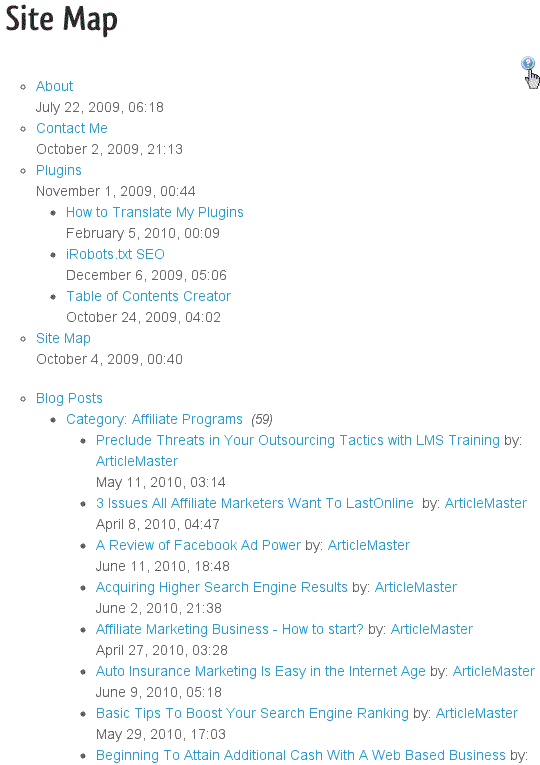 Site Map
About
July 22, 2009, 06:18
Contact Me
October 2, 2009, 21:13
Plugins
November 1, 2009, 00:44
How to Translate My Plugins
February 5, 2010, 00:09
iRobots.txt SEO
December 6, 2009, 05:06
Table of Contents Creator
October 24, 2009, 04:02
Site Map
October 4, 2009, 00:40
Blog Posts
Category: Affiliate Programs (59)
Preclude Threats in Your Outsourcing Tactics with LMS Training by:
ArticleMaster
May 11, 2010, 03:14
3 Issues All Affiliate Marketers Want To LastOnline by: ArticleMaster
April 8, 2010, 04:47
A Review of Facebook Ad Power by: ArticleMaster
June 11, 2010, 18:48
Acquiring Higher Search Engine Results by: ArticleMaster
June 2, 2010, 21:38
Affiliate Marketing Business - How to start? by: ArticleMaster
April 27, 2010, 03:28
Auto Insurance Marketing Is Easy in the Internet Age by: ArticleMaster
June 9, 2010, 05:18
Basic Tips To Boost Your Search Engine Ranking by: ArticleMaster
May 29, 2010, 17:03
Beginning To Attain Additional Cash With A Web Based Business by: